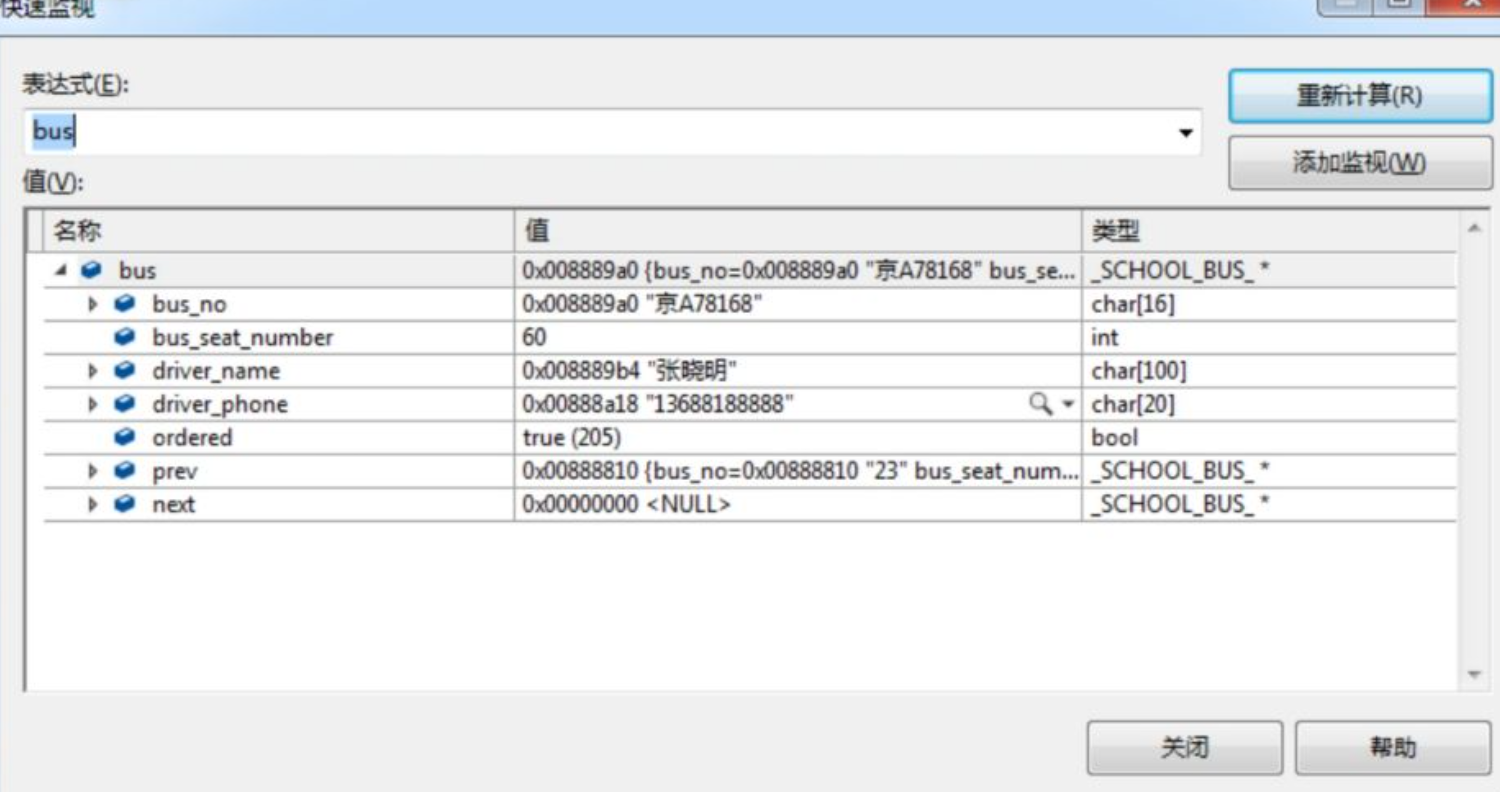 快速监视
表达式(E):
重新计算(R)
bus
添加监视(W)
值(V):
名称 值 类型
bus 0x008889a0 {bus_no=0x008889a0 "京A78168" bus_se... _SCHOOL_BUS_ *
bus_no 0x008889a0 "京A78168" char[16]
bus_seat_number 60 int
driver_name 0x008889b4 "张晓明" char[100]
driver_phone 0x00888a18 "13688188888" char[20]
ordered true (205) bool
prev 0x00888810 {bus_no=0x00888810 "23" bus_seat_num... _SCHOOL_BUS_ *
next 0x00000000 <NULL> _SCHOOL_BUS_ *
关闭 帮助